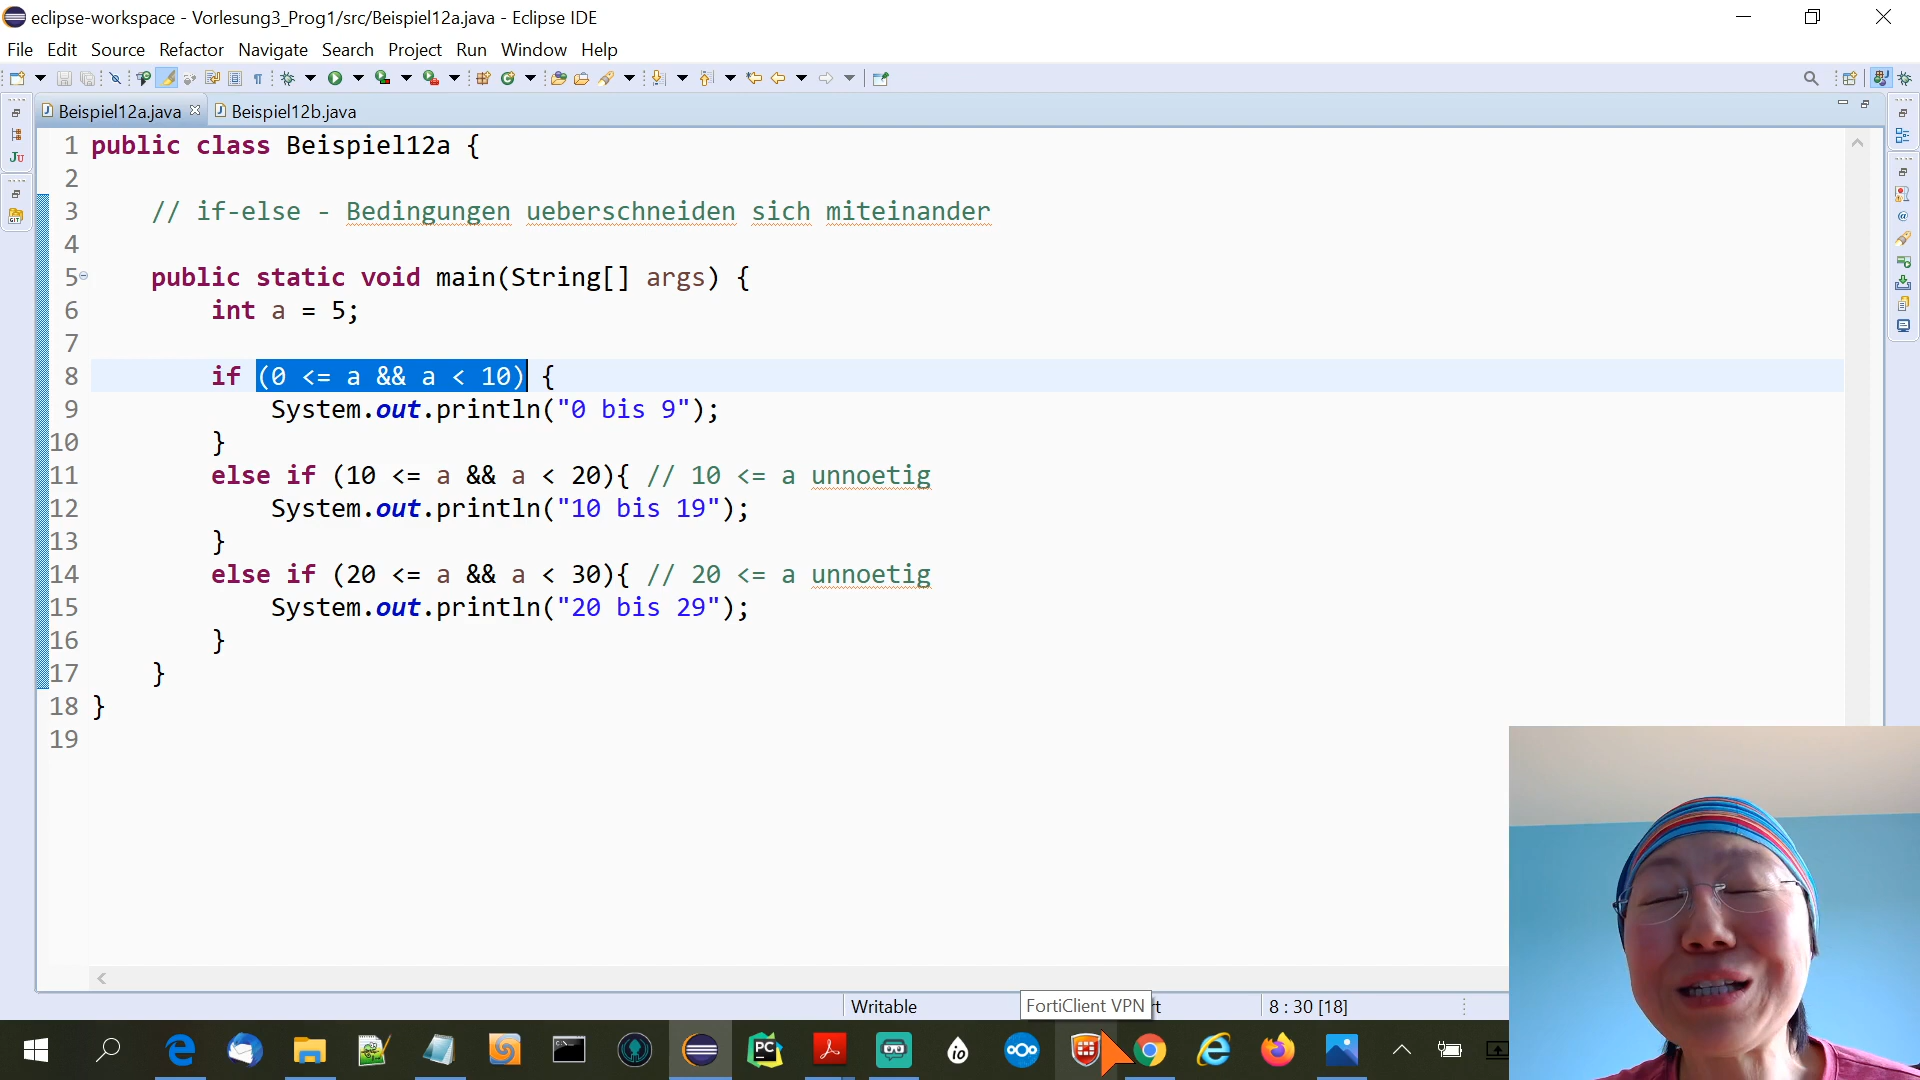 eclipse-workspace - Vorlesung3_Prog1/src/Beispiel12a.java - Eclipse IDE
File Edit Source Refactor Navigate Search Project Run Window Help
Beispiel12a.java Beispiel12b.java
1 public class Beispiel12a {
2
3 // if-else - Bedingungen ueberschneiden sich miteinander
4
5 public static void main(String[] args) {
6 int a = 5;
7
8 if (0 <= a && a < 10) {
9 System.out.println("0 bis 9");
10 }
11 else if (10 <= a && a < 20){ // 10 <= a unnoetig
12 System.out.println("10 bis 19");
13 }
14 else if (20 <= a && a < 30){ // 20 <= a unnoetig
15 System.out.println("20 bis 29");
16 }
17 }
18 }
19
Writable
FortiClient VPN
8 : 30 [18]